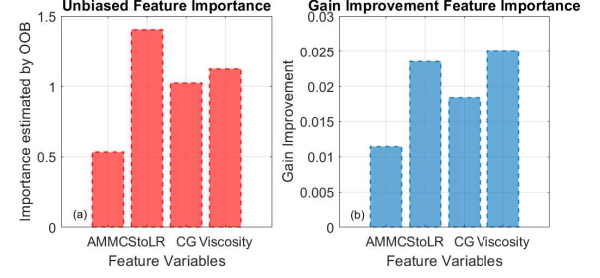 Unbiased Feature Importance
Importance estimated by OOB
1.5
1
0.5
0
(a)
AMMCStoLR CG Viscosity
Feature Variables
Gain Improvement Feature Importance
Gain Improvement
0.03
0.025
0.02
0.015
0.01
0.005
0
(b)
AMMCStoLR CG Viscosity
Feature Variables